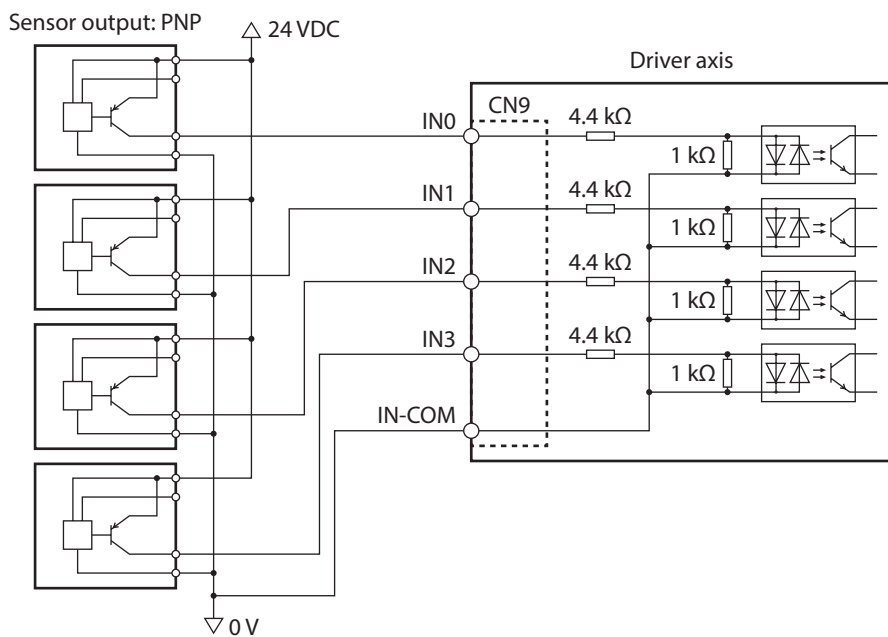 Sensor output: PNP
24 VDC
Driver axis
CN9
IN0
4.4 kΩ
1 kΩ
IN1
4.4 kΩ
1 kΩ
IN2
4.4 kΩ
1 kΩ
IN3
4.4 kΩ
1 kΩ
IN-COM
0 V